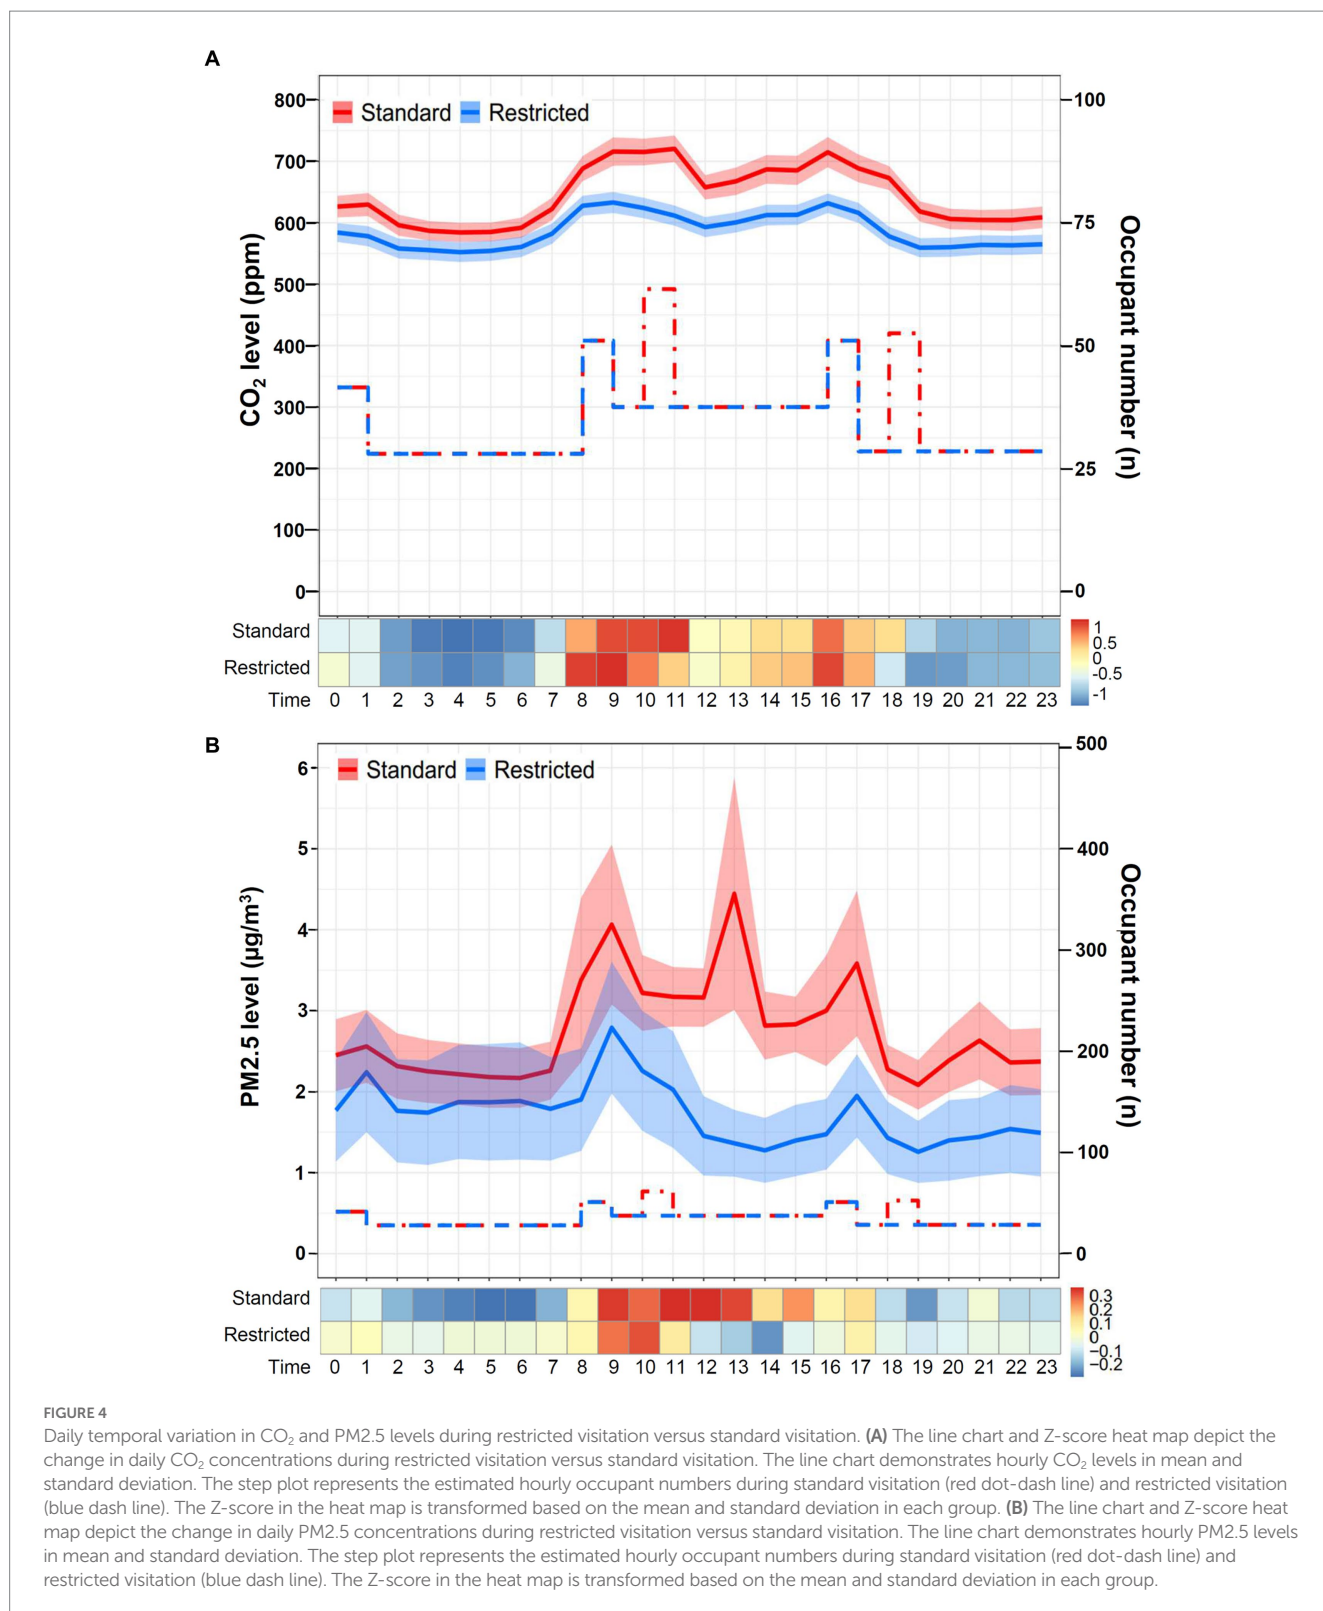 A
Standard Restricted
800
700
600
500
400
300
200
100
0
CO₂ level (ppm)
100
75
50
25
0
Occupant number (n)
Standard
Restricted
Time 0 1 2 3 4 5 6 7 8 9 10 11 12 13 14 15 16 17 18 19 20 21 22 23
1
0.5
0
-0.5
-1
B
Standard Restricted
6
5
4
3
2
1
0
PM2.5 level (µg/m³)
500
400
300
200
100
0
Occupant number (n)
Standard
Restricted
Time 0 1 2 3 4 5 6 7 8 9 10 11 12 13 14 15 16 17 18 19 20 21 22 23
0.3
0.2
0.1
0
−0.1
−0.2
FIGURE 4
Daily temporal variation in CO₂ and PM2.5 levels during restricted visitation versus standard visitation. (A) The line chart and Z-score heat map depict the
change in daily CO₂ concentrations during restricted visitation versus standard visitation. The line chart demonstrates hourly CO₂ levels in mean and
standard deviation. The step plot represents the estimated hourly occupant numbers during standard visitation (red dot-dash line) and restricted visitation
(blue dash line). The Z-score in the heat map is transformed based on the mean and standard deviation in each group. (B) The line chart and Z-score heat
map depict the change in daily PM2.5 concentrations during restricted visitation versus standard visitation. The line chart demonstrates hourly PM2.5 levels
in mean and standard deviation. The step plot represents the estimated hourly occupant numbers during standard visitation (red dot-dash line) and
restricted visitation (blue dash line). The Z-score in the heat map is transformed based on the mean and standard deviation in each group.